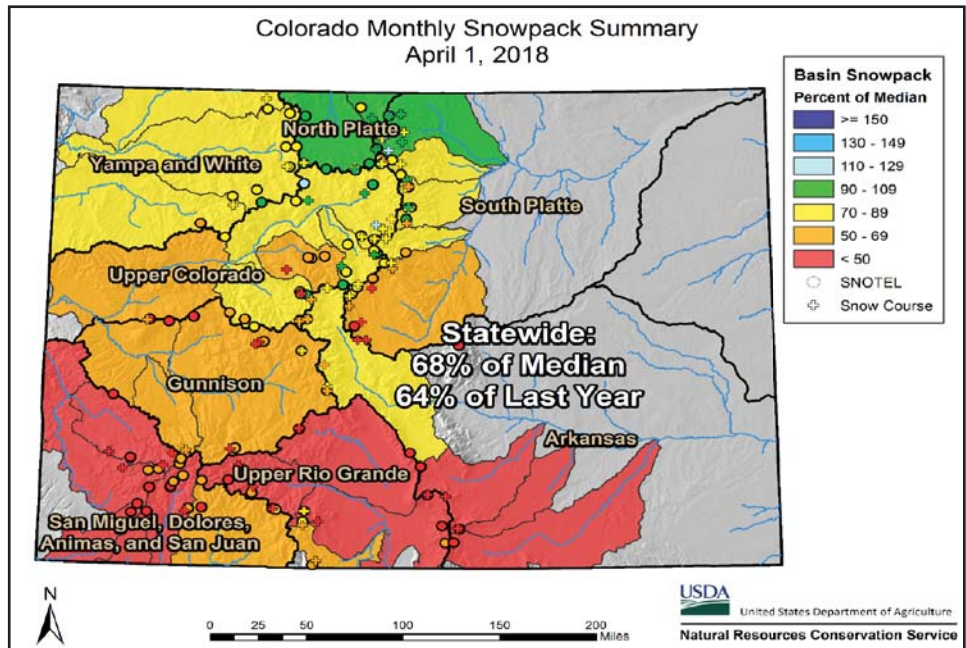 Colorado Monthly Snowpack Summary
April 1, 2018
Basin Snowpack
Percent of Median
>= 150
130 - 149
110 - 129
90 - 109
70 - 89
50 - 69
< 50
SNOTEL
Snow Course
North Platte
Yampa and White
South Platte
Upper Colorado
Statewide:
68% of Median
64% of Last Year
Gunnison
Arkansas
Upper Rio Grande
San Miguel, Dolores,
Animas, and San Juan
N
0 25 50 100 150 200
Miles
USDA
United States Department of Agriculture
Natural Resources Conservation Service